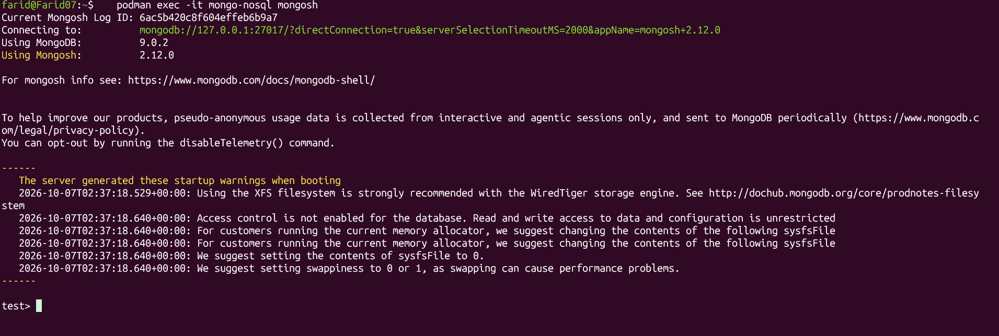 farid@Farid07:~$    podman exec -it mongo-nosql mongosh
Current Mongosh Log ID: 6ac5b420c8f604effeb6b9a7
Connecting to:          mongodb://127.0.0.1:27017/?directConnection=true&serverSelectionTimeoutMS=2000&appName=mongosh+2.12.0
Using MongoDB:          9.0.2
Using Mongosh:          2.12.0
For mongosh info see: https://www.mongodb.com/docs/mongodb-shell/
To help improve our products, pseudo-anonymous usage data is collected from interactive and agentic sessions only, and sent to MongoDB periodically (https://www.mongodb.c
om/legal/privacy-policy).
You can opt-out by running the disableTelemetry() command.
------
   The server generated these startup warnings when booting
   2026-10-07T02:37:18.529+00:00: Using the XFS filesystem is strongly recommended with the WiredTiger storage engine. See http://dochub.mongodb.org/core/prodnotes-filesy
stem
   2026-10-07T02:37:18.640+00:00: Access control is not enabled for the database. Read and write access to data and configuration is unrestricted
   2026-10-07T02:37:18.640+00:00: For customers running the current memory allocator, we suggest changing the contents of the following sysfsFile
   2026-10-07T02:37:18.640+00:00: For customers running the current memory allocator, we suggest changing the contents of the following sysfsFile
   2026-10-07T02:37:18.640+00:00: We suggest setting the contents of sysfsFile to 0.
   2026-10-07T02:37:18.640+00:00: We suggest setting swappiness to 0 or 1, as swapping can cause performance problems.
------
test>